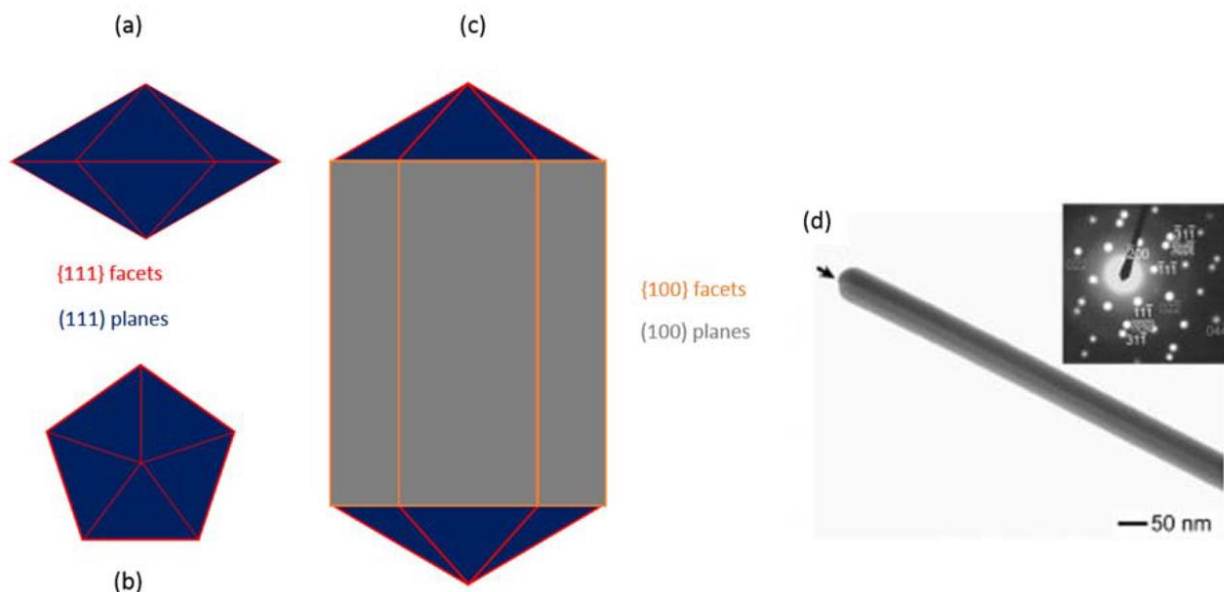 (a)
(c)
{111} facets
(111) planes
{100} facets
(100) planes
(b)
(d)
50 nm